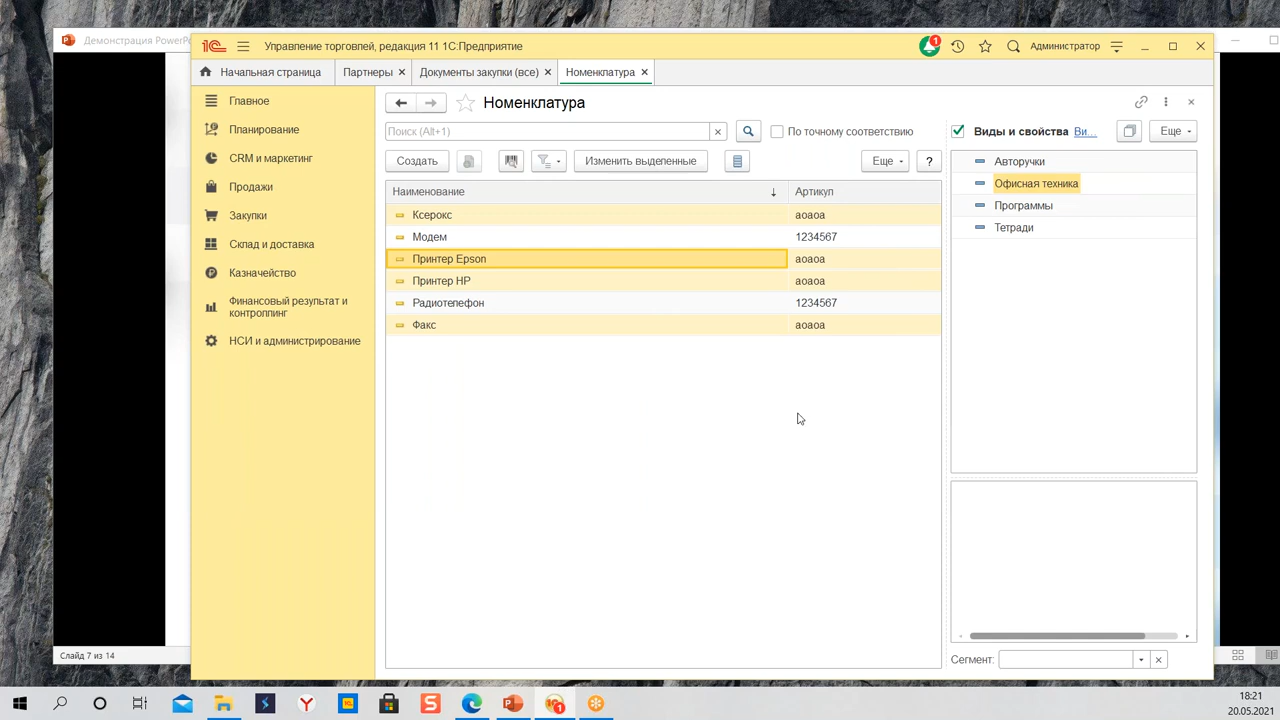 Демонстрация PowerPo
1C
Управление торговлей, редакция 11 1С:Предприятие
1
Администратор
Начальная страница
Партнеры
Документы закупки (все)
Номенклатура
Главное
Планирование
CRM и маркетинг
Продажи
Закупки
Склад и доставка
Казначейство
Финансовый результат и
контроллинг
НСИ и администрирование
Номенклатура
Поиск (Alt+1)
По точному соответствию
Виды и свойства Ви...
Еще
Создать
Изменить выделенные
Еще
?
Наименование
Артикул
Ксерокс
аоаоа
Модем
1234567
Принтер Epson
аоаоа
Принтер HP
аоаоа
Радиотелефон
1234567
Факс
аоаоа
Авторучки
Офисная техника
Программы
Тетради
Сегмент:
Слайд 7 из 14
18:21
20.05.2021